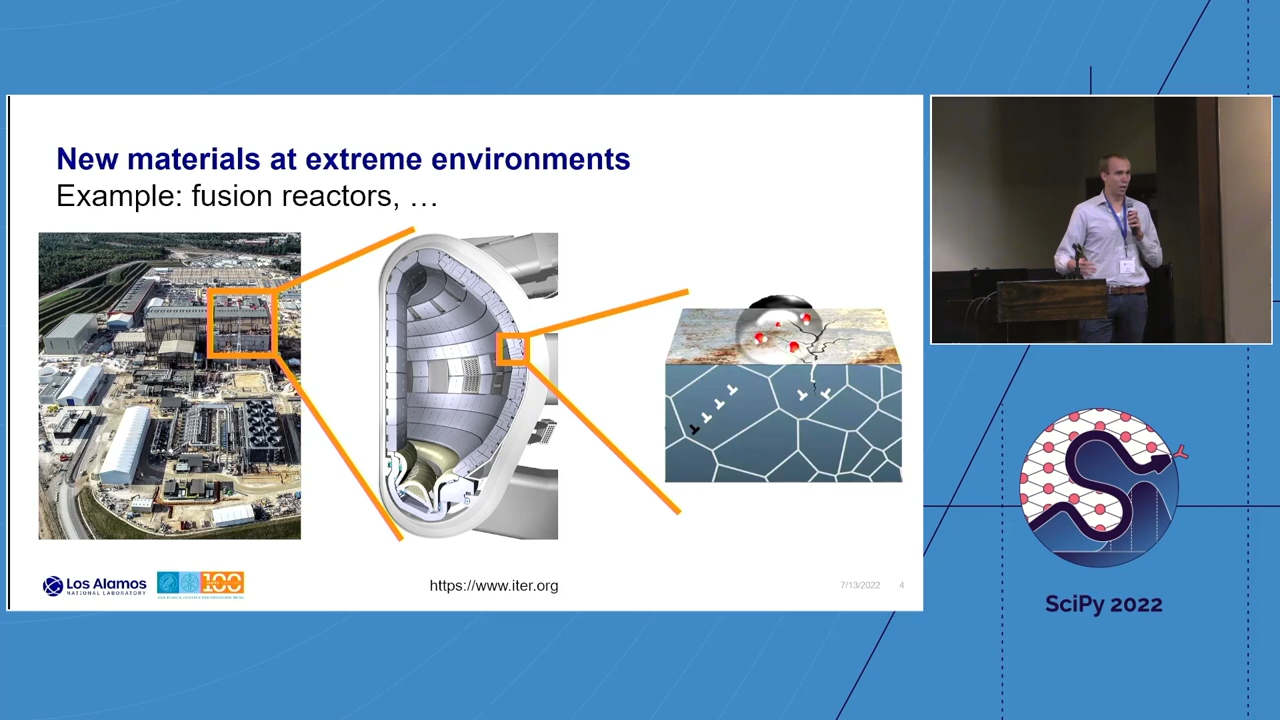 New materials at extreme environments
Example: fusion reactors, …
Los Alamos
NATIONAL LABORATORY
100
https://www.iter.org
7/13/2022
4
SciPy 2022